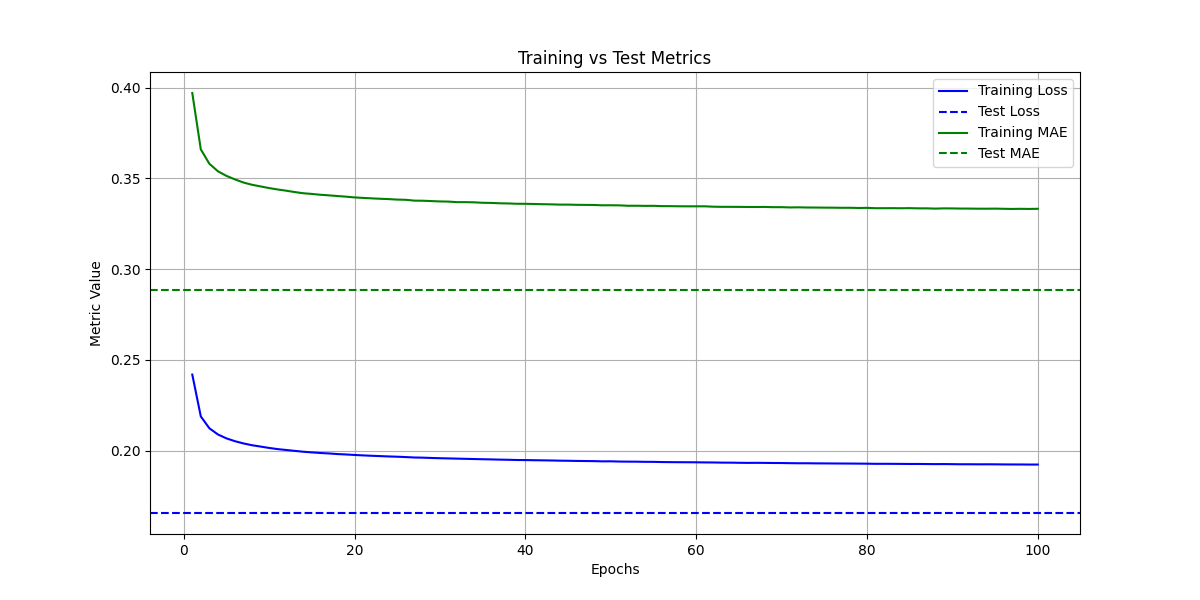 Training vs Test Metrics
Training Loss
Test Loss
Training MAE
Test MAE
Metric Value
0.40
0.35
0.30
0.25
0.20
0 20 40 60 80 100
Epochs